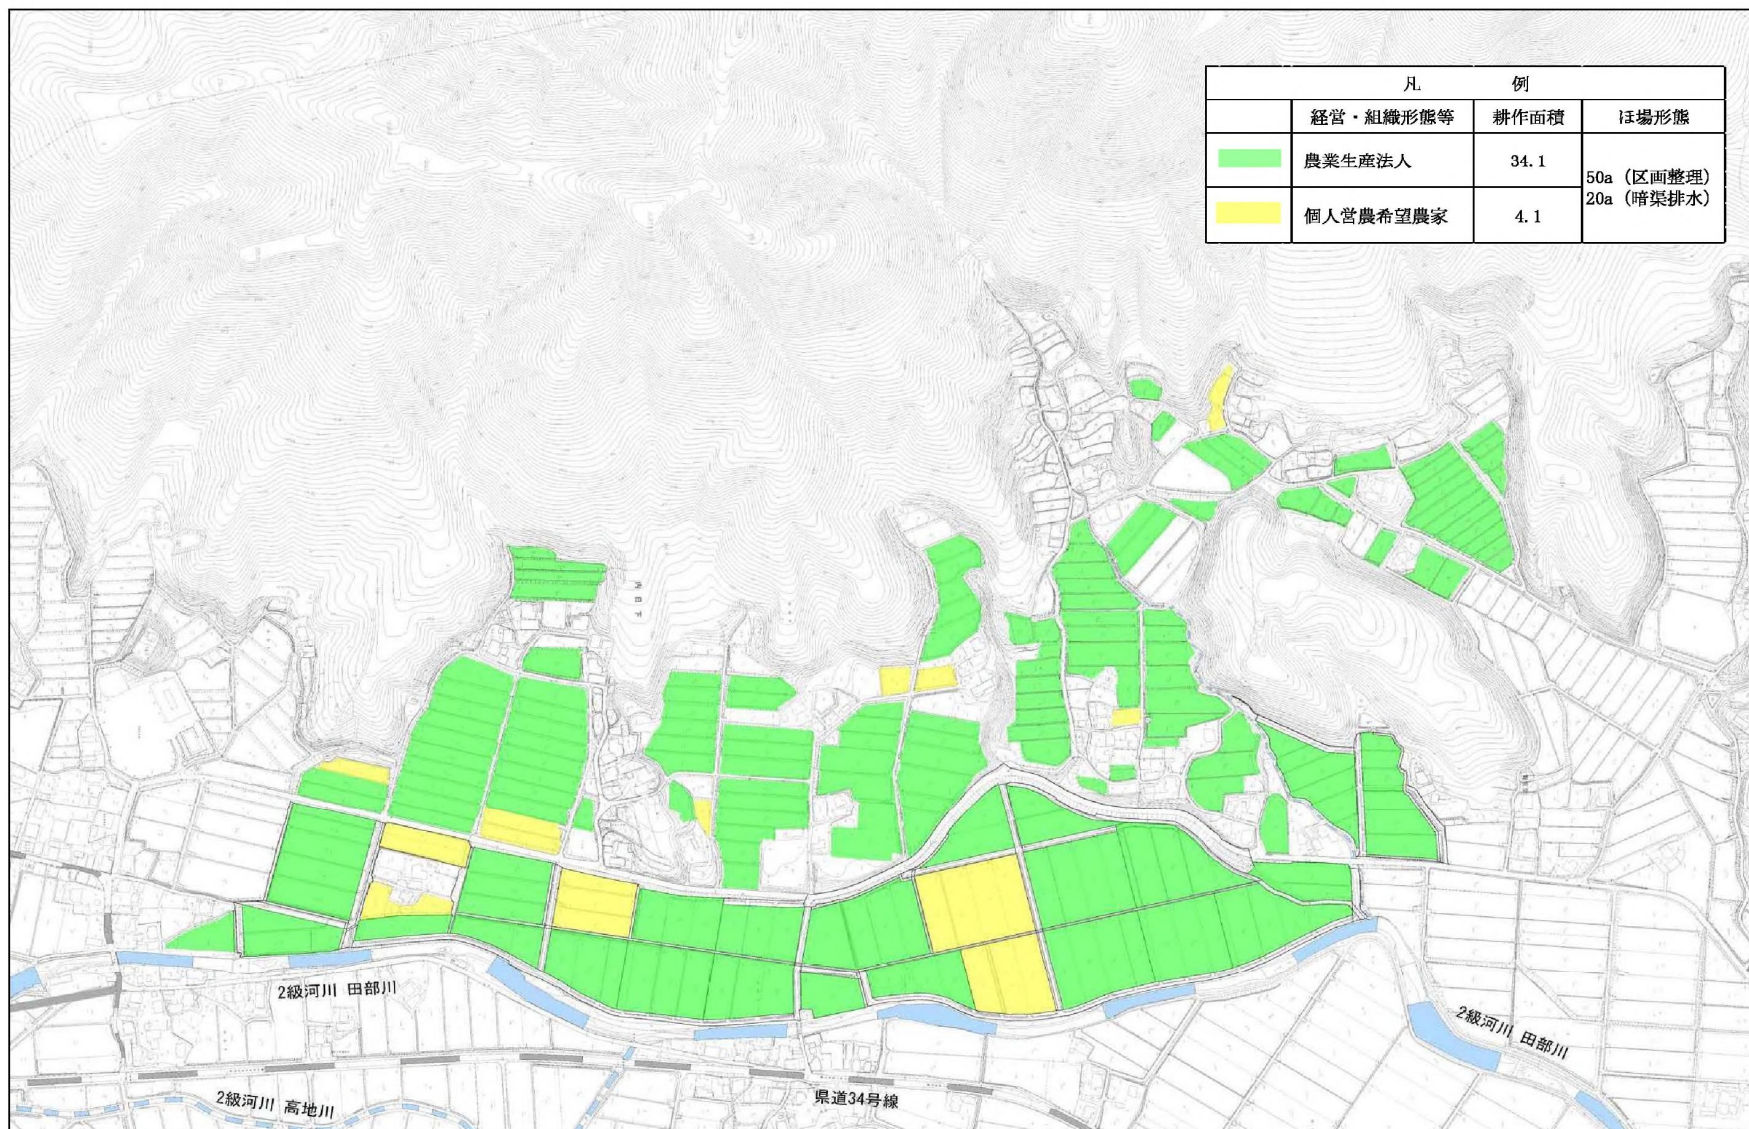 凡 例
経営・組織形態等 耕作面積 ほ場形態
農業生産法人 34.1
50a（区画整理）
20a（暗渠排水）
個人営農希望農家 4.1
2級河川 田部川
2級河川 田部川
県道34号線
2級河川 高地川